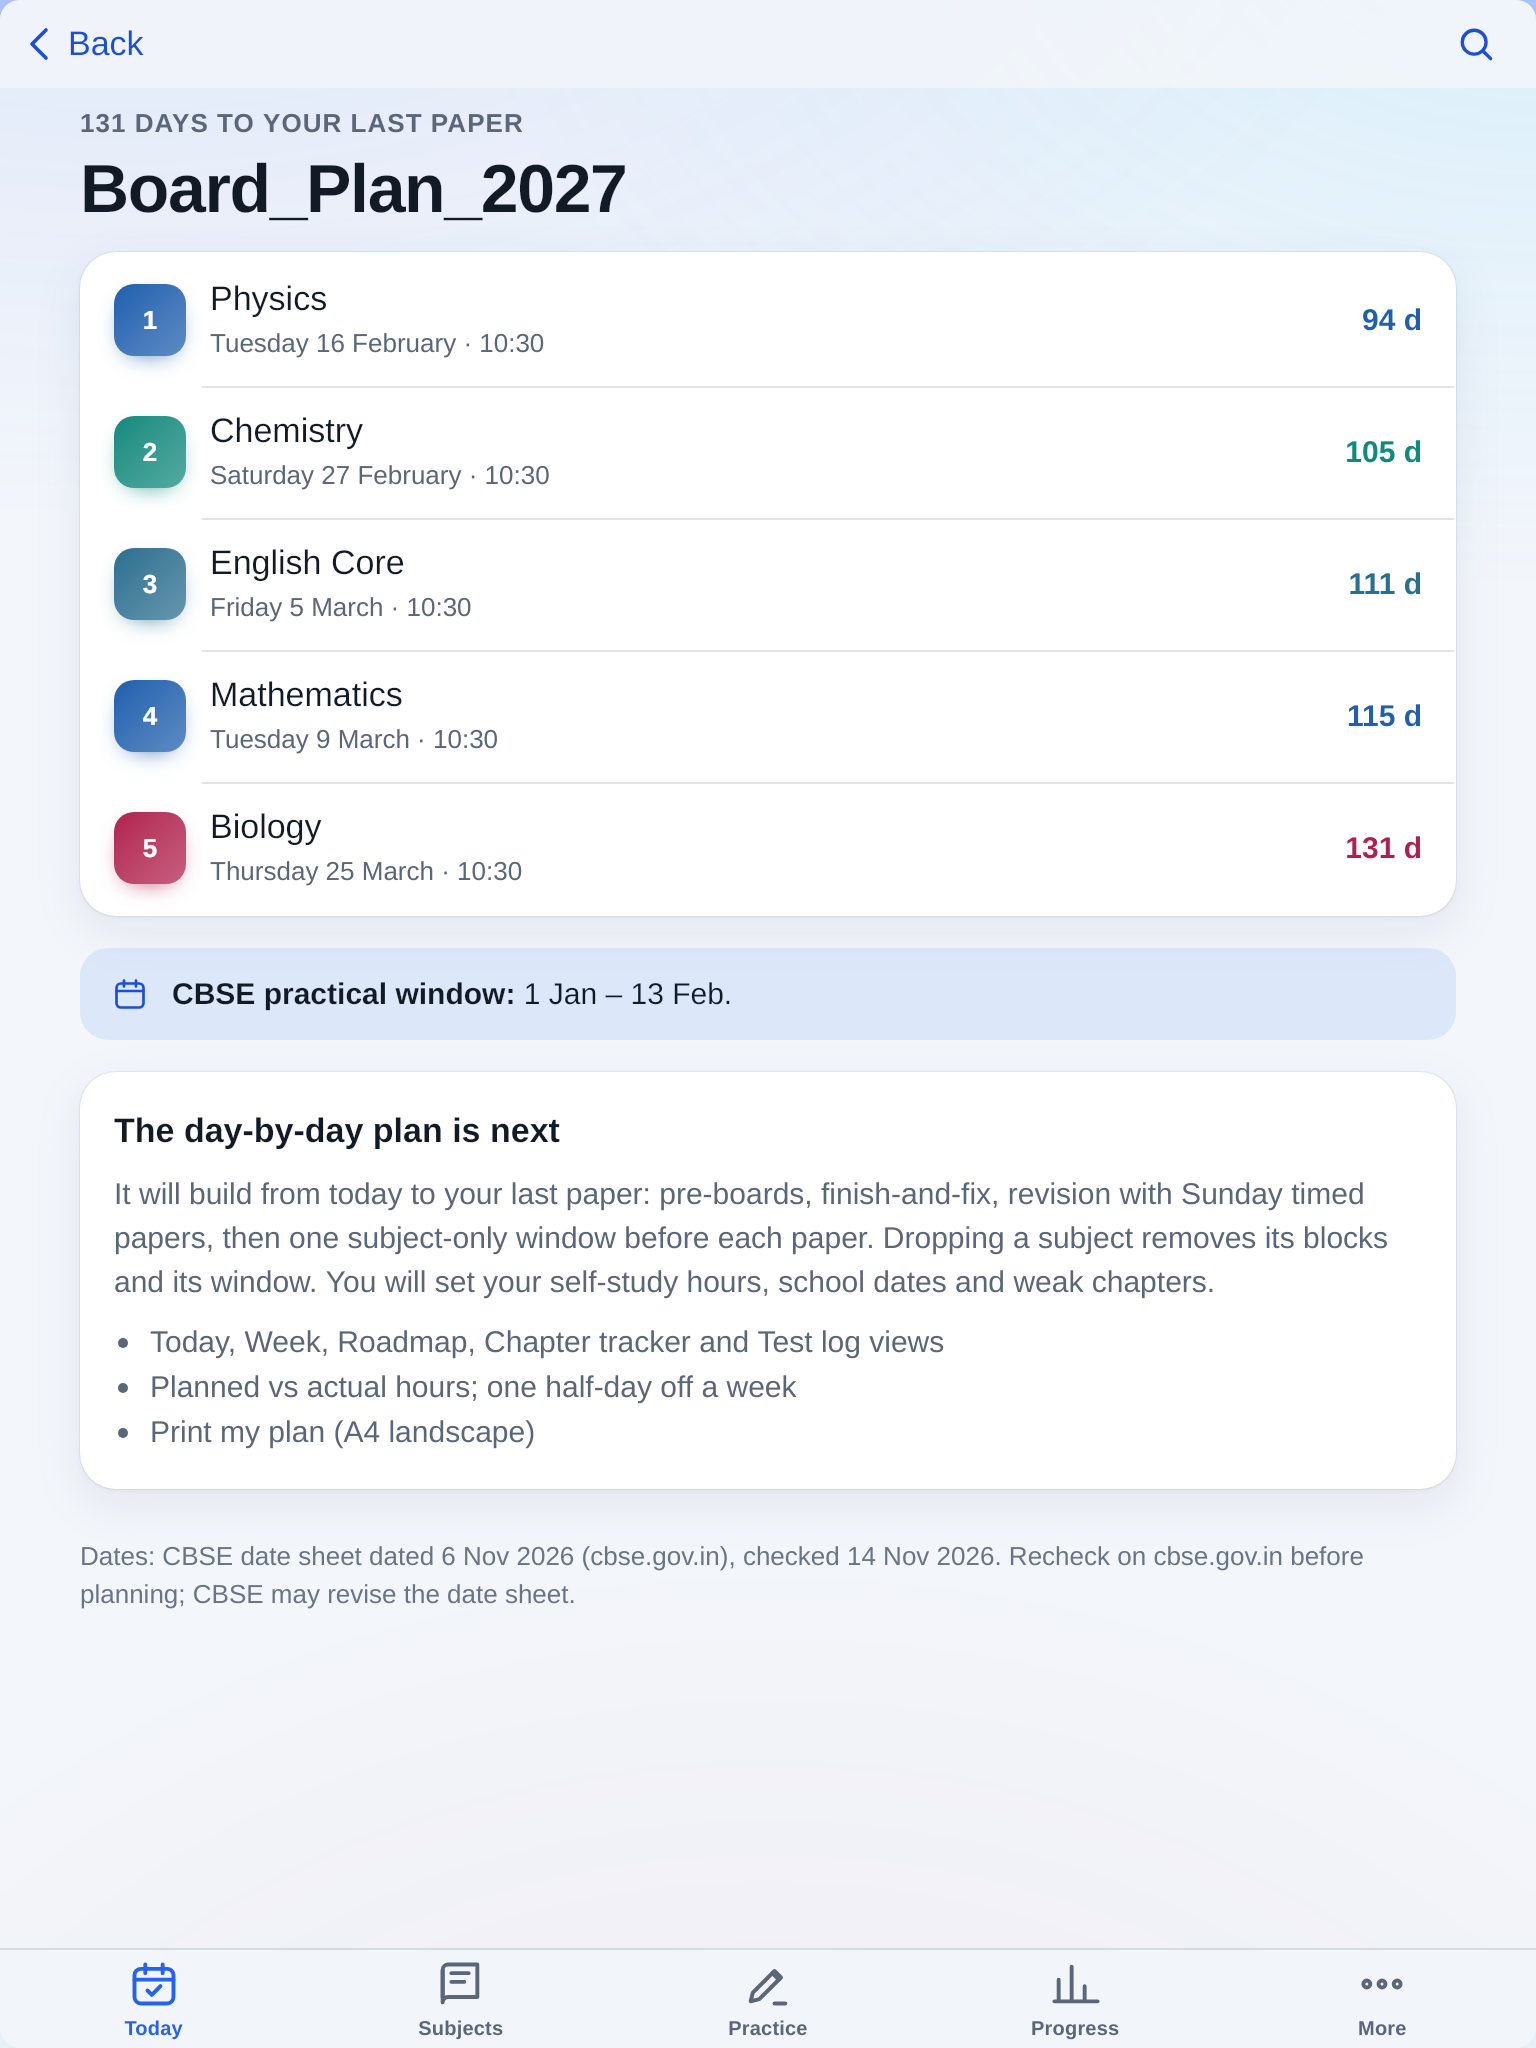 Back
131 DAYS TO YOUR LAST PAPER
Board_Plan_2027
1
Physics
Tuesday 16 February · 10:30
94 d
2
Chemistry
Saturday 27 February · 10:30
105 d
3
English Core
Friday 5 March · 10:30
111 d
4
Mathematics
Tuesday 9 March · 10:30
115 d
5
Biology
Thursday 25 March · 10:30
131 d
CBSE practical window: 1 Jan – 13 Feb.
The day-by-day plan is next
It will build from today to your last paper: pre-boards, finish-and-fix, revision with Sunday timed
papers, then one subject-only window before each paper. Dropping a subject removes its blocks
and its window. You will set your self-study hours, school dates and weak chapters.
• Today, Week, Roadmap, Chapter tracker and Test log views
• Planned vs actual hours; one half-day off a week
• Print my plan (A4 landscape)
Dates: CBSE date sheet dated 6 Nov 2026 (cbse.gov.in), checked 14 Nov 2026. Recheck on cbse.gov.in before
planning; CBSE may revise the date sheet.
Today
Subjects
Practice
Progress
More